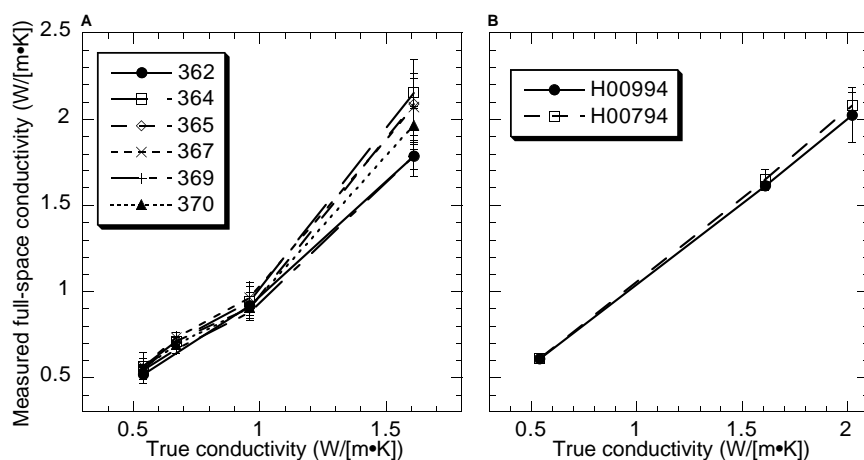 A
B
Measured full-space conductivity (W/[m•K])
2.5
2
1.5
1
0.5
362
364
365
367
369
370
H00994
H00794
0.5 1 1.5
True conductivity (W/[m•K])
0.5 1 1.5 2
True conductivity (W/[m•K])